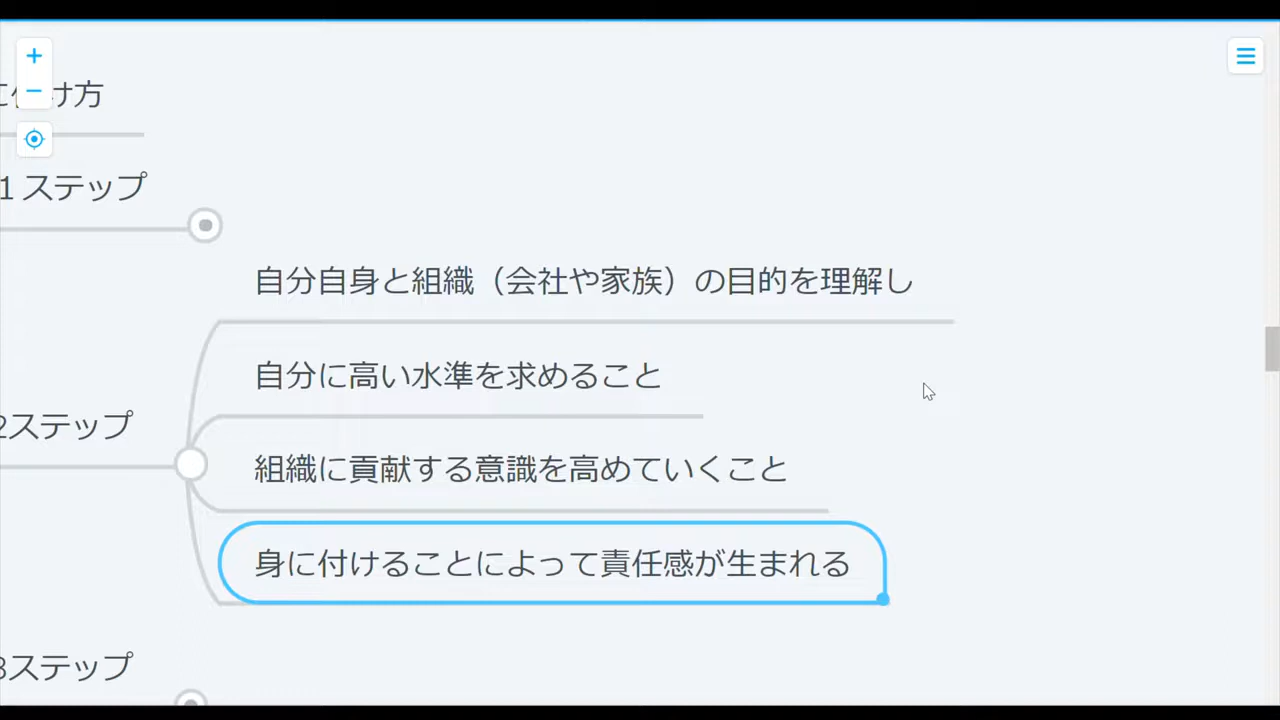 け方
1ステップ
自分自身と組織（会社や家族）の目的を理解し
自分に高い水準を求めること
2ステップ
組織に貢献する意識を高めていくこと
身に付けることによって責任感が生まれる
3ステップ